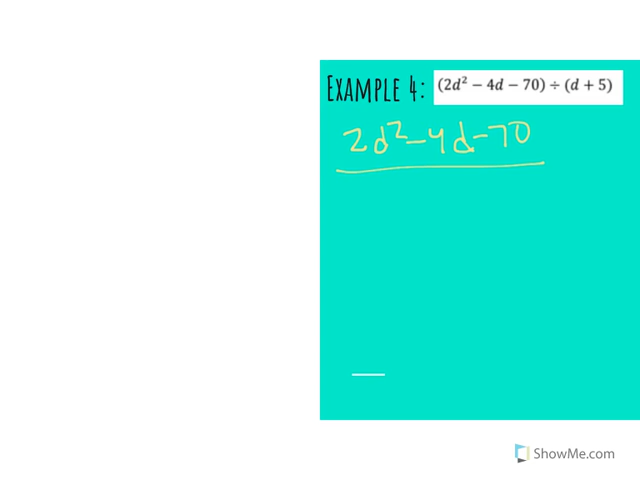 Example 4: (2d² − 4d − 70) ÷ (d + 5)
2d²-4d-70
ShowMe.com